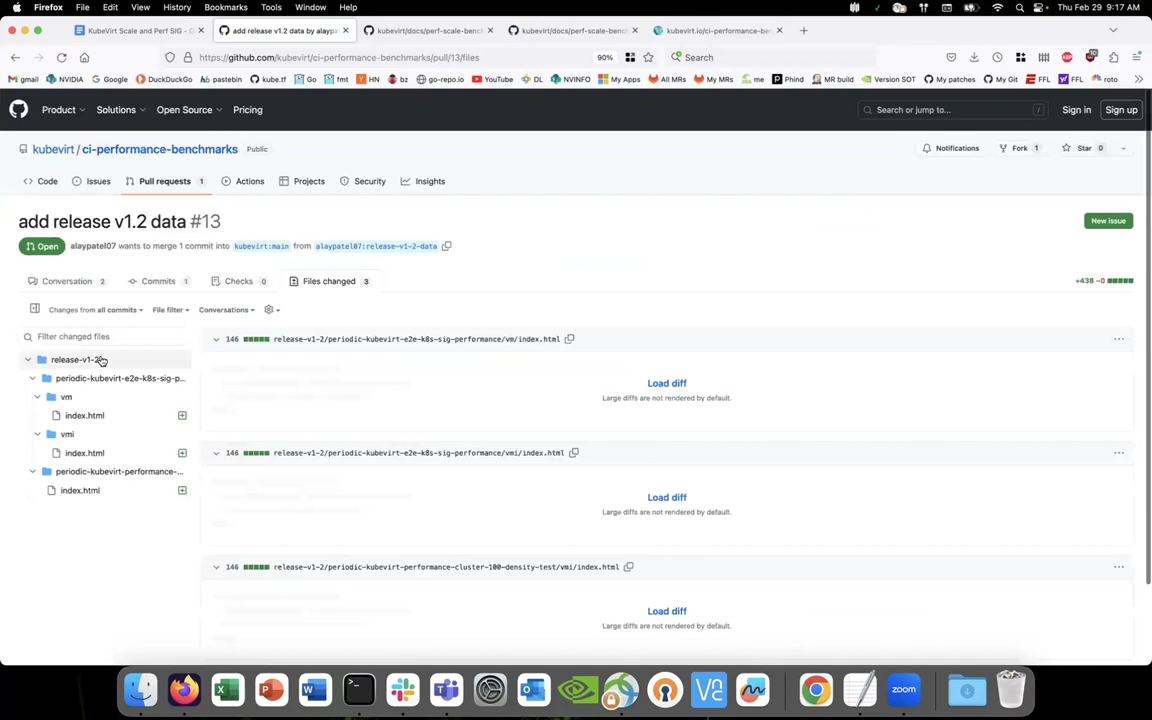 Firefox File Edit View History Bookmarks Tools Window Help Thu Feb 29 9:17 AM
KubeVirt Scale and Perf SIG - G
add release v1.2 data by alaypa
kubevirt/docs/perf-scale-bench
kubevirt/docs/perf-scale-bench
kubevirt.io/ci-performance-ben
https://github.com/kubevirt/ci-performance-benchmarks/pull/13/files 90% Search
gmail NVIDIA Google DuckDuckGo pastebin kube.tf HN bz go-repo.io YouTube DL NVINFO My Apps All MRs My MRs me Phind MR build Version SOT My patches My Git FFL FFL roto
Product Solutions Open Source Pricing Search or jump to... / Sign in Sign up
kubevirt / ci-performance-benchmarks Public Notifications Fork 1 Star 0
Code Issues Pull requests 1 Actions Projects Security Insights
add release v1.2 data #13 New issue
Open alaypatel07 wants to merge 1 commit into kubevirt:main from alaypatel07:release-v1-2-data
Conversation 2 Commits 1 Checks 0 Files changed 3 +438 −0
Changes from all commits File filter Conversations
Filter changed files
release-v1-2
periodic-kubevirt-e2e-k8s-sig-p...
vm
index.html
vmi
index.html
periodic-kubevirt-performance-...
index.html
146 release-v1-2/periodic-kubevirt-e2e-k8s-sig-performance/vm/index.html
Load diff
Large diffs are not rendered by default.
146 release-v1-2/periodic-kubevirt-e2e-k8s-sig-performance/vmi/index.html
Load diff
Large diffs are not rendered by default.
146 release-v1-2/periodic-kubevirt-performance-cluster-100-density-test/vmi/index.html
Load diff
Large diffs are not rendered by default.
zoom